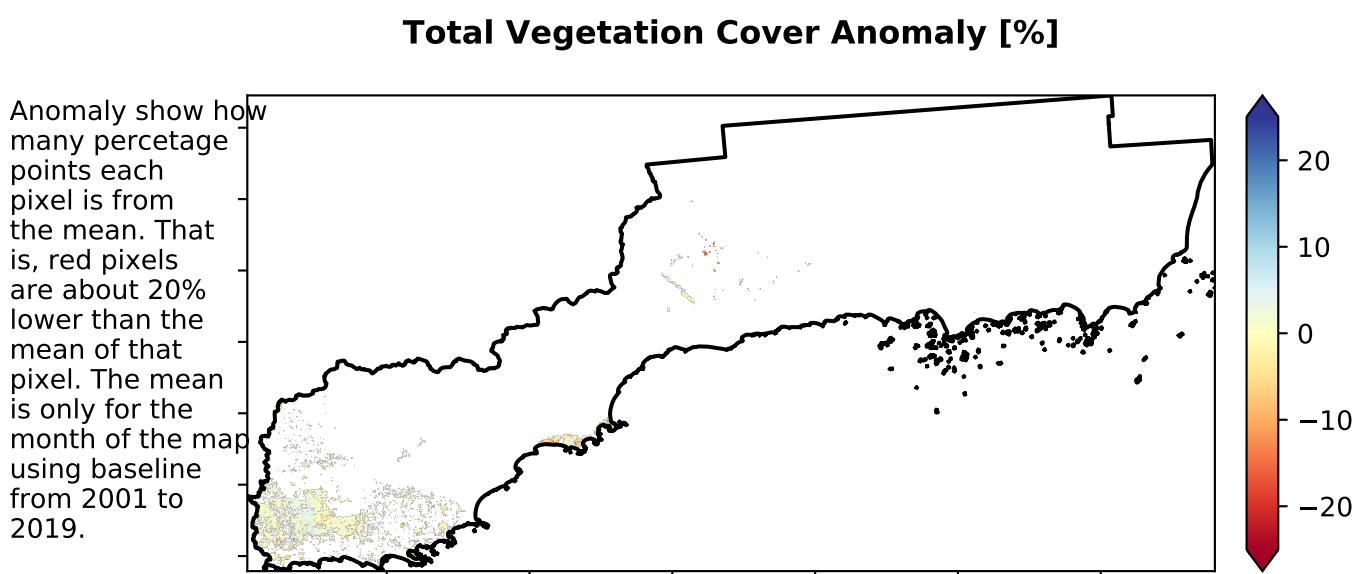 Total Vegetation Cover Anomaly [%]
Anomaly show how
many percetage
points each
pixel is from
the mean. That
is, red pixels
are about 20%
lower than the
mean of that
pixel. The mean
is only for the
month of the map
using baseline
from 2001 to
2019.
20
10
0
−10
−20